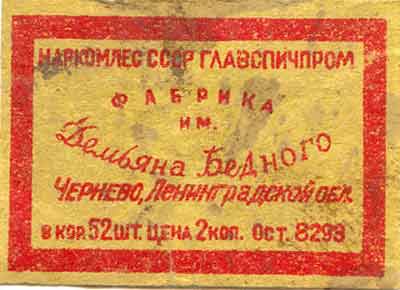 НАРКОМЛЕС СССР ГЛАВСПИЧПРОМ
ФАБРИКА
ИМ.
Демьяна Бедного
ЧЕРНЕВО, ЛЕНИНГРАДСКОЙ ОБЛ.
В КОР 52 ШТ. ЦЕНА 2 КОП. ОСТ. 8293